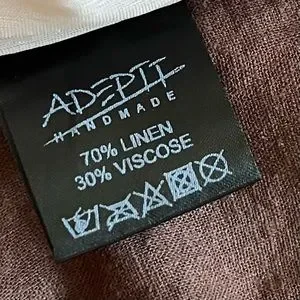 ADEPTT
HANDMADE
70% LINEN
30% VISCOSE